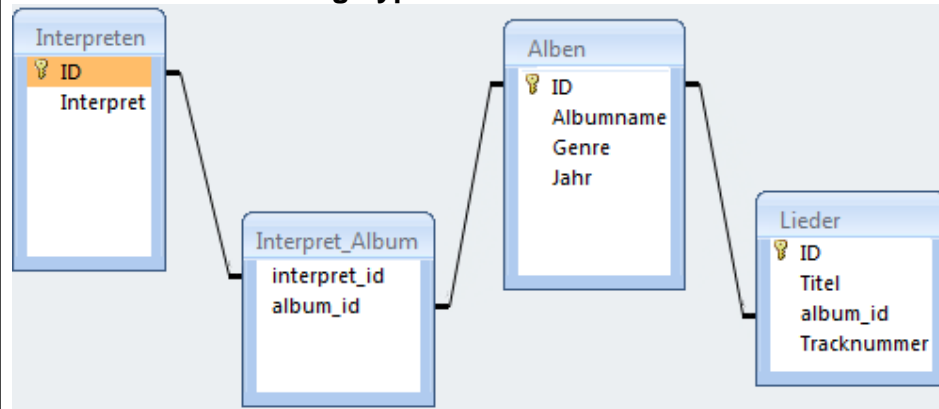 Interpreten
ID
Interpret
Interpret_Album
interpret_id
album_id
Alben
ID
Albumname
Genre
Jahr
Lieder
ID
Titel
album_id
Tracknummer